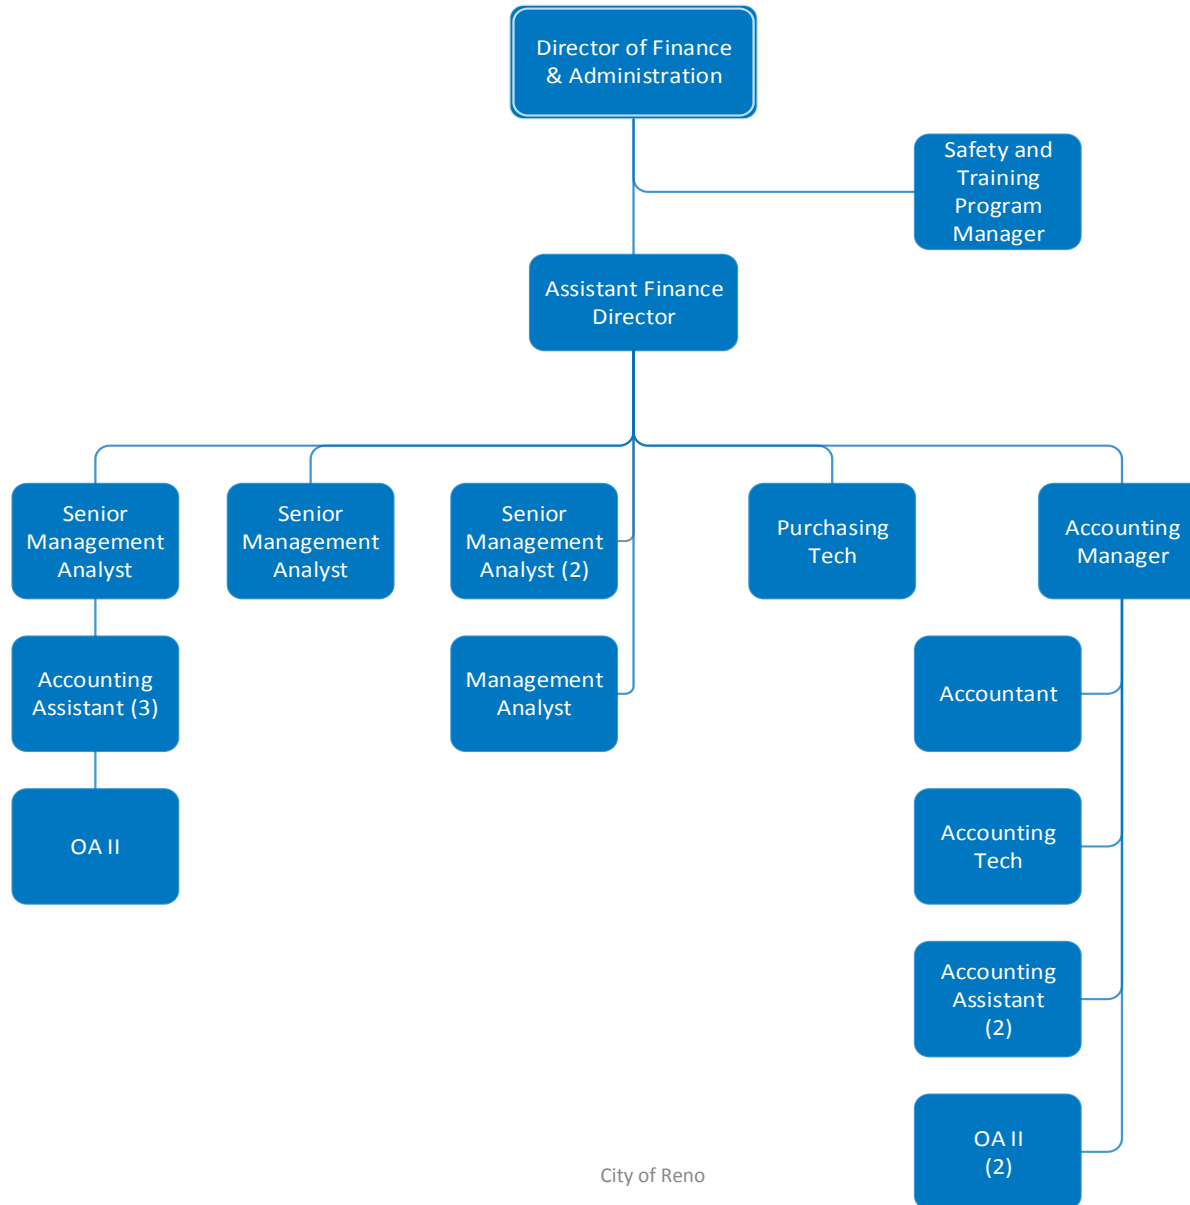 Director of Finance
& Administration
Safety and
Training
Program
Manager
Assistant Finance
Director
Senior
Management
Analyst
Senior
Management
Analyst
Senior
Management
Analyst (2)
Purchasing
Tech
Accounting
Manager
Accounting
Assistant (3)
Management
Analyst
Accountant
OA II
Accounting
Tech
Accounting
Assistant
(2)
OA II
(2)
City of Reno